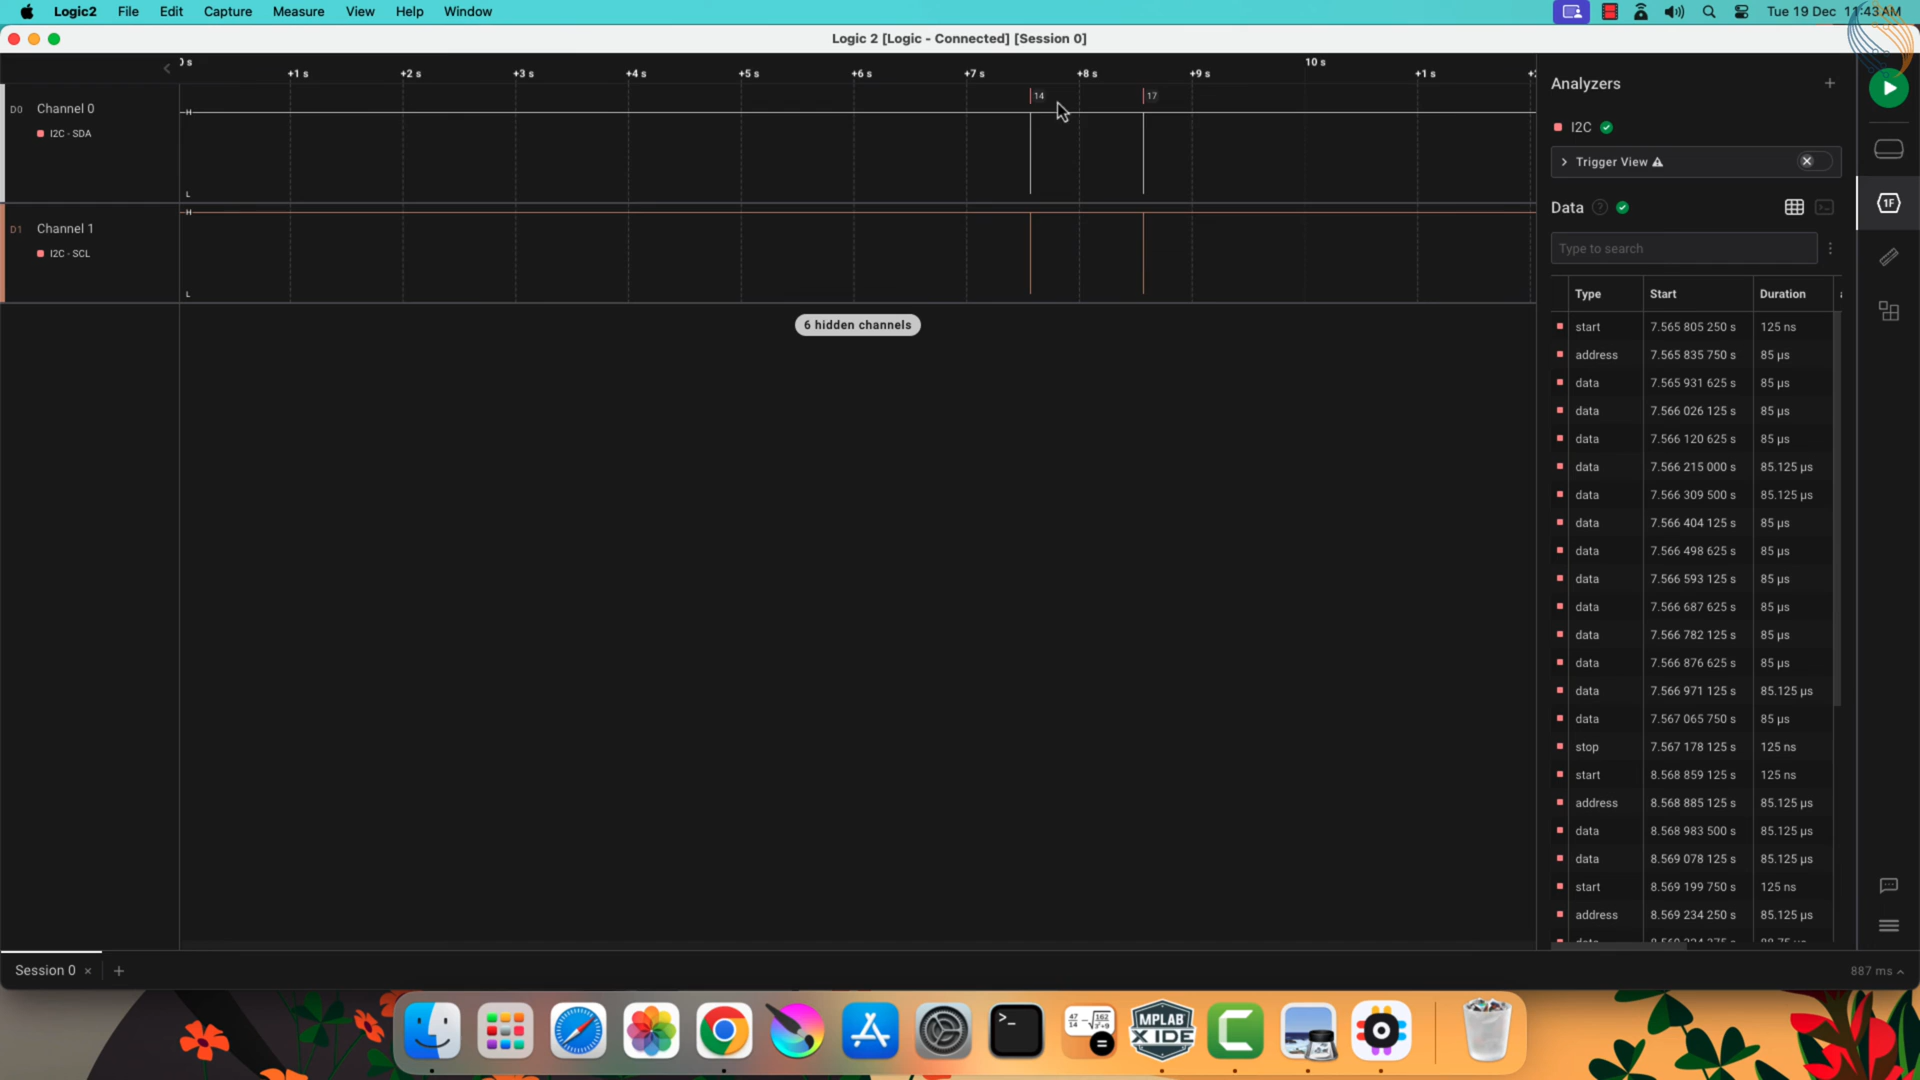 Logic2 File Edit Capture Measure View Help Window Tue 19 Dec 11:43AM
Logic 2 [Logic - Connected] [Session 0]
+1 s +2 s +3 s +4 s +5 s +6 s +7 s +8 s +9 s 10 s +1 s
D0 Channel 0
I2C - SDA
H
L
14
17
D1 Channel 1
I2C - SCL
H
L
6 hidden channels
Analyzers
I2C
Trigger View
Data
Type to search
Type Start Duration
start 7.565 805 250 s 125 ns
address 7.565 835 750 s 85 μs
data 7.565 931 625 s 85 μs
data 7.566 026 125 s 85 μs
data 7.566 120 625 s 85 μs
data 7.566 215 000 s 85.125 μs
data 7.566 309 500 s 85.125 μs
data 7.566 404 125 s 85 μs
data 7.566 498 625 s 85 μs
data 7.566 593 125 s 85 μs
data 7.566 687 625 s 85 μs
data 7.566 782 125 s 85 μs
data 7.566 876 625 s 85 μs
data 7.566 971 125 s 85.125 μs
data 7.567 065 750 s 85 μs
stop 7.567 178 125 s 125 ns
start 8.568 859 125 s 125 ns
address 8.568 885 125 s 85.125 μs
data 8.568 983 500 s 85.125 μs
data 8.569 078 125 s 85.125 μs
start 8.569 199 750 s 125 ns
address 8.569 234 250 s 85.125 μs
1F
Session 0
887 ms
MPLAB
X IDE